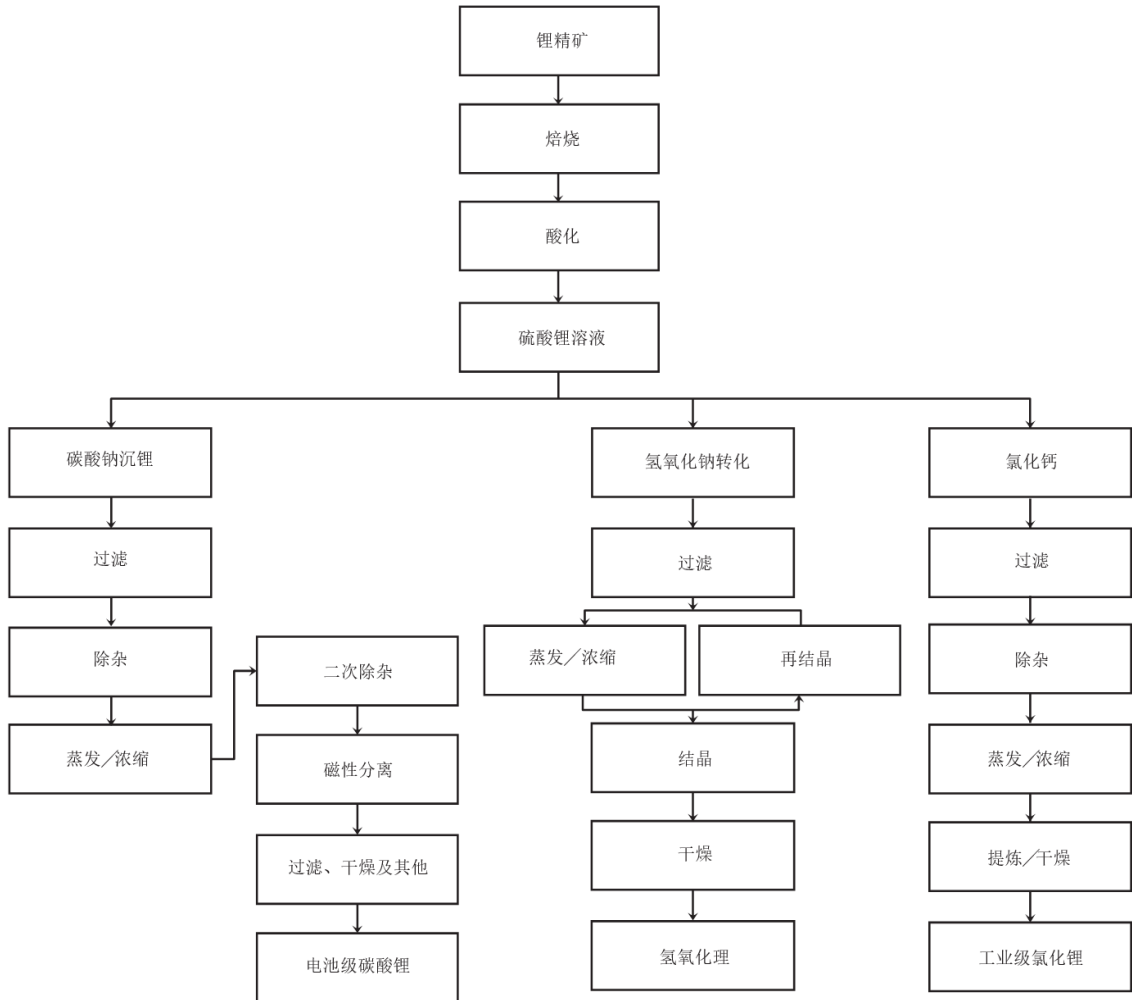 锂精矿
焙烧
酸化
硫酸锂溶液
碳酸钠沉锂
过滤
除杂
蒸发／浓缩
二次除杂
磁性分离
过滤、干燥及其他
电池级碳酸锂
氢氧化钠转化
过滤
蒸发／浓缩
再结晶
结晶
干燥
氢氧化理
氯化钙
过滤
除杂
蒸发／浓缩
提炼／干燥
工业级氯化锂